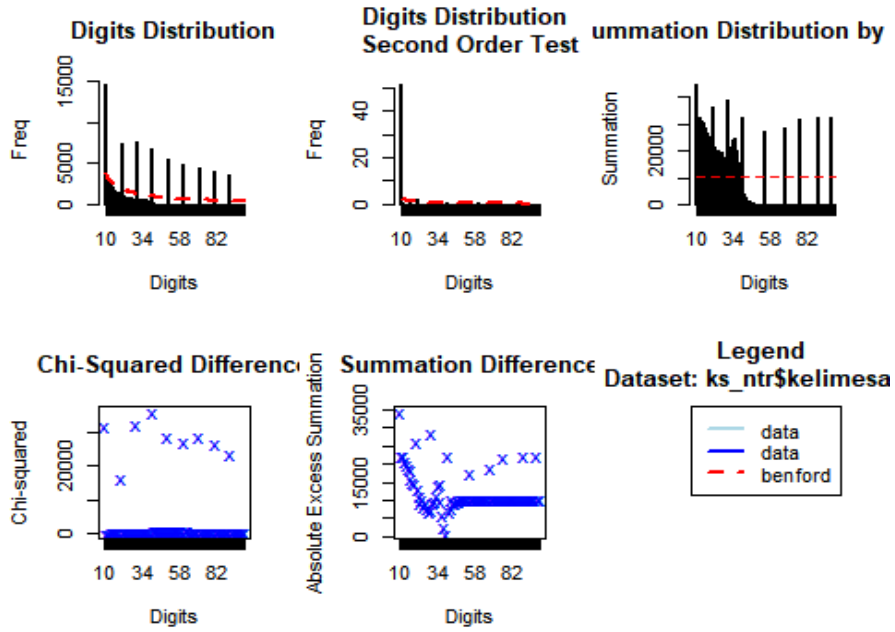 Digits Distribution
Freq
15000
5000
0
10 34 58 82
Digits
Digits Distribution
Second Order Test
Freq
40
20
0
10 34 58 82
Digits
ummation Distribution by
Summation
20000
0
10 34 58 82
Digits
Chi-Squared Difference
Chi-squared
20000
0
10 34 58 82
Digits
Summation Difference
Absolute Excess Summation
35000
15000
0
10 34 58 82
Digits
Legend
Dataset: ks_ntr$kelimesa
data
data
benford